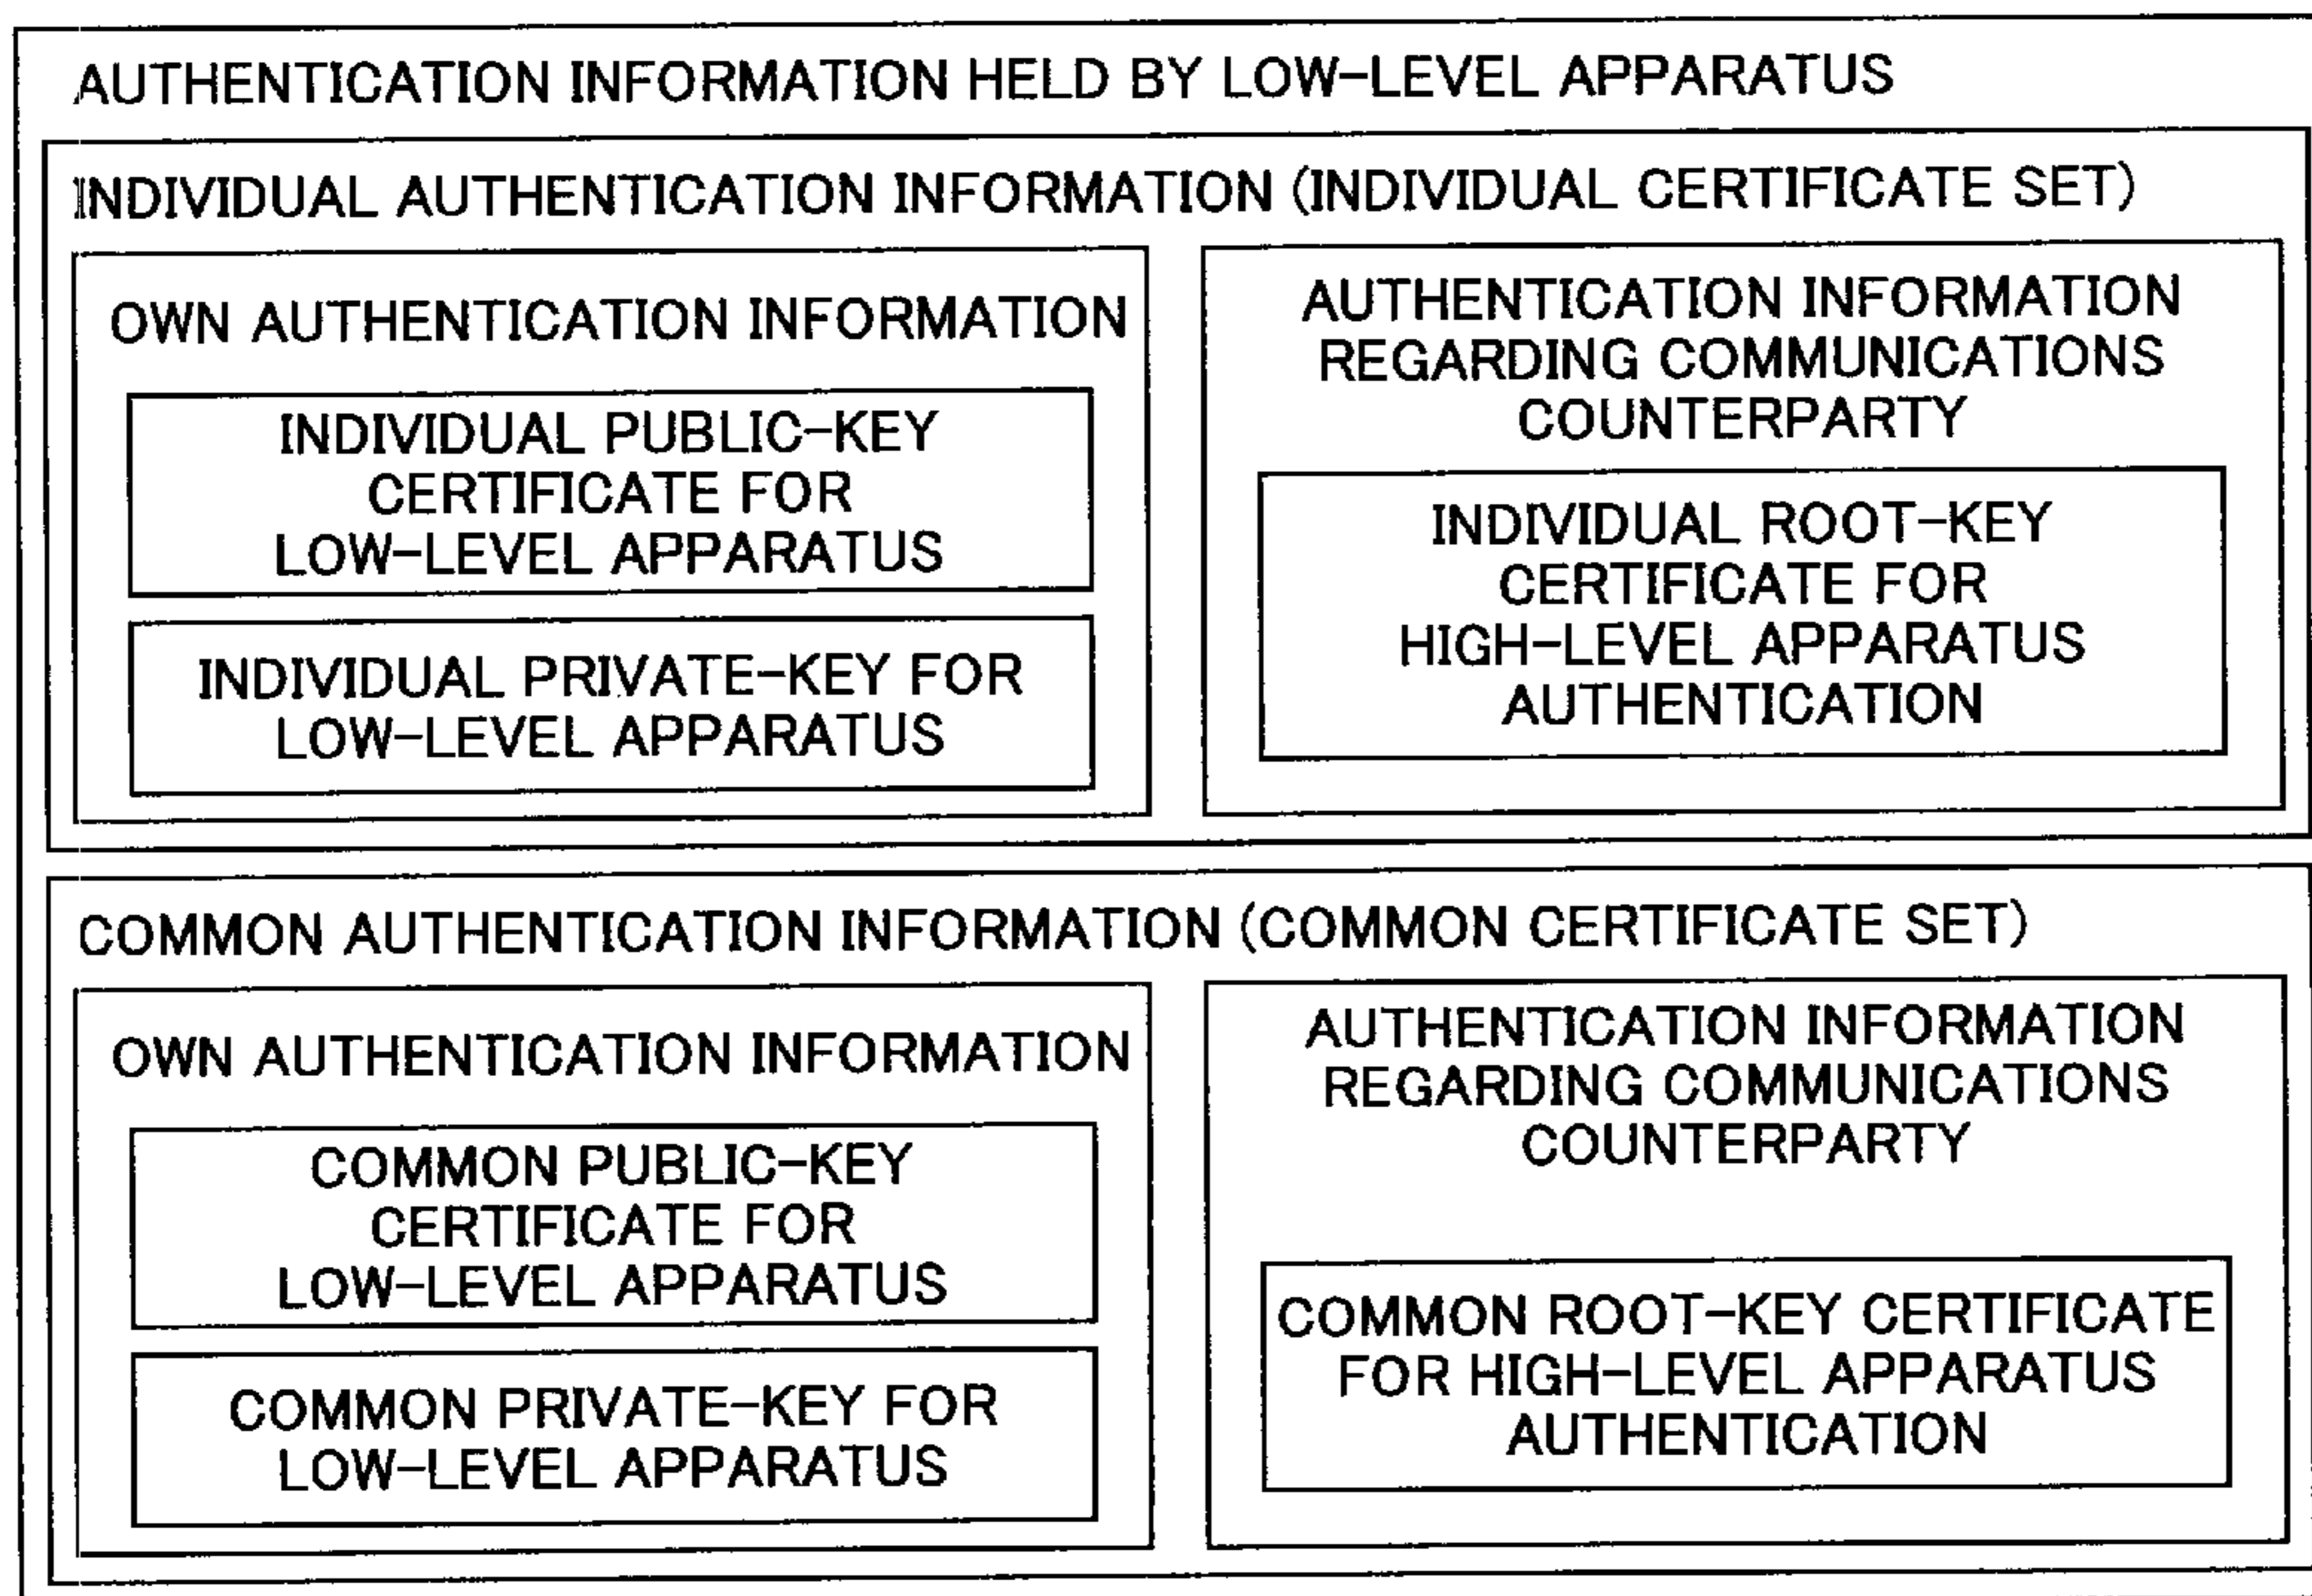 AUTHENTICATION INFORMATION HELD BY LOW-LEVEL APPARATUS
INDIVIDUAL AUTHENTICATION INFORMATION (INDIVIDUAL CERTIFICATE SET)
OWN AUTHENTICATION INFORMATION
INDIVIDUAL PUBLIC-KEY
CERTIFICATE FOR
LOW-LEVEL APPARATUS
INDIVIDUAL PRIVATE-KEY FOR
LOW-LEVEL APPARATUS
AUTHENTICATION INFORMATION
REGARDING COMMUNICATIONS
COUNTERPARTY
INDIVIDUAL ROOT-KEY
CERTIFICATE FOR
HIGH-LEVEL APPARATUS
AUTHENTICATION
COMMON AUTHENTICATION INFORMATION (COMMON CERTIFICATE SET)
OWN AUTHENTICATION INFORMATION
COMMON PUBLIC-KEY
CERTIFICATE FOR
LOW-LEVEL APPARATUS
COMMON PRIVATE-KEY FOR
LOW-LEVEL APPARATUS
AUTHENTICATION INFORMATION
REGARDING COMMUNICATIONS
COUNTERPARTY
COMMON ROOT-KEY CERTIFICATE
FOR HIGH-LEVEL APPARATUS
AUTHENTICATION